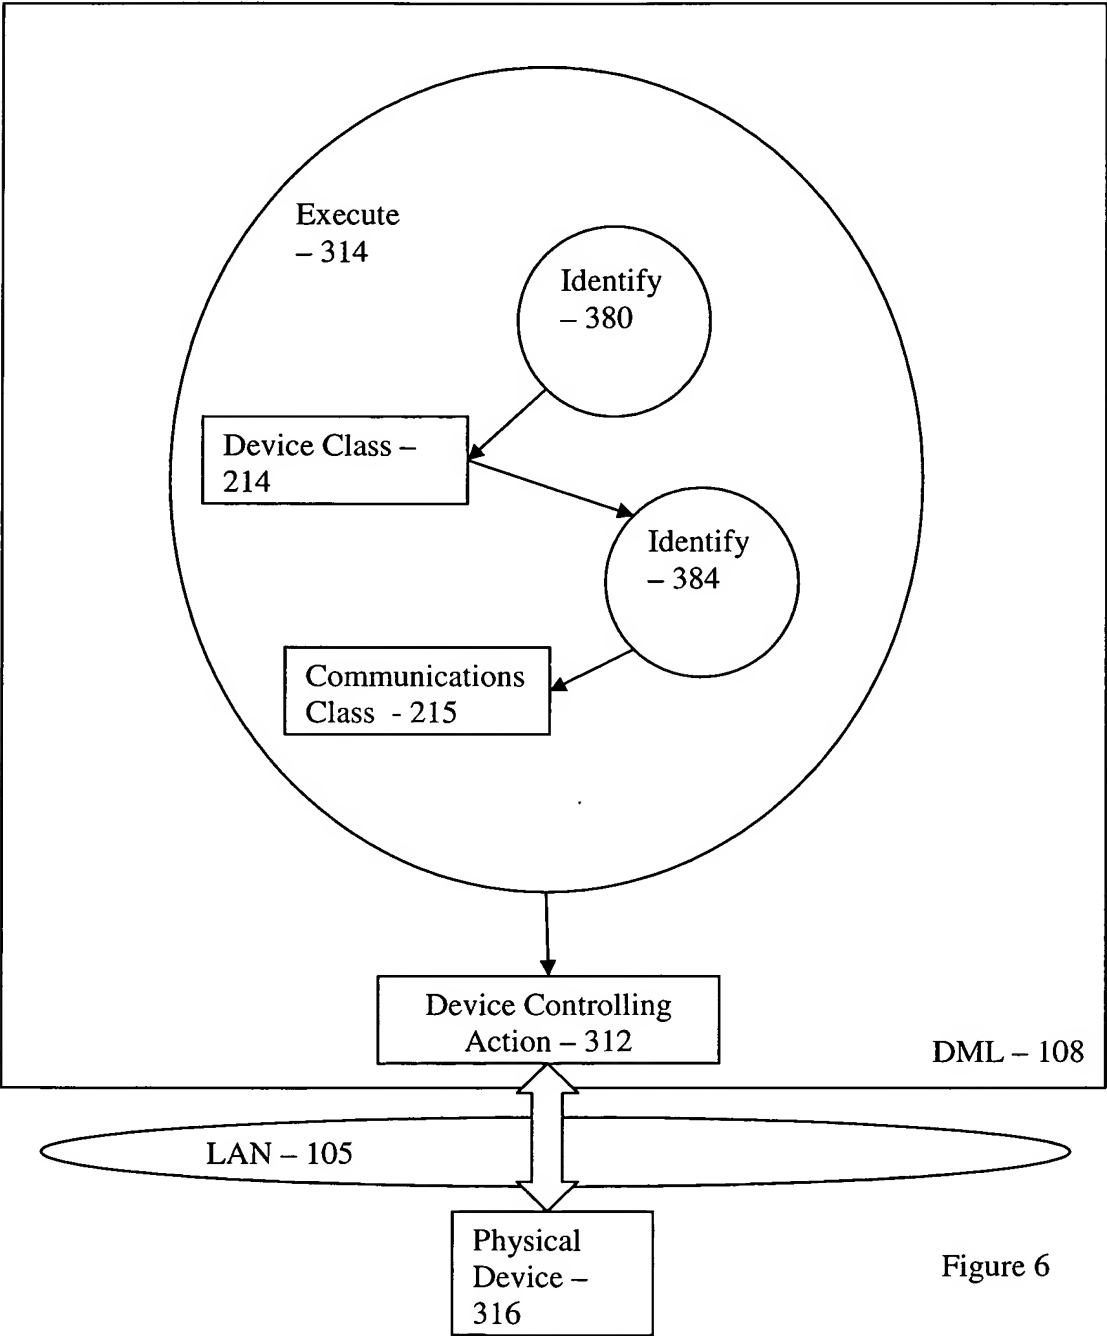 Execute
– 314
Identify
– 380
Device Class –
214
Identify
– 384
Communications
Class - 215
Device Controlling
Action – 312
DML – 108
LAN – 105
Physical
Device –
316
Figure 6